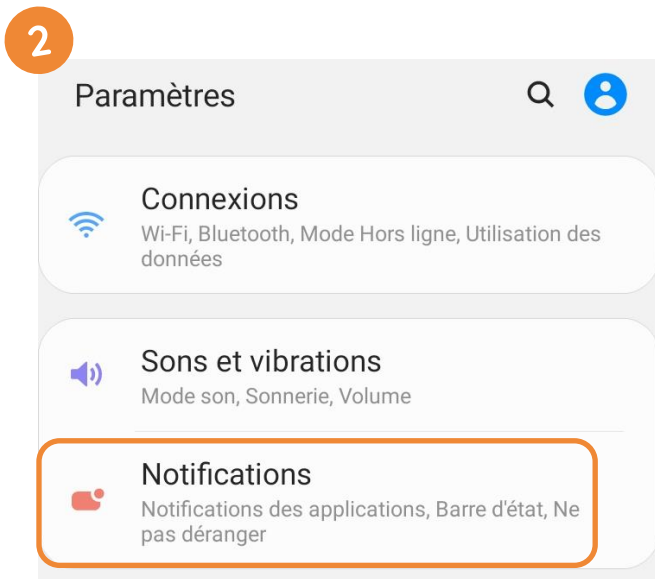 2
Paramètres
Connexions
Wi-Fi, Bluetooth, Mode Hors ligne, Utilisation des
données
Sons et vibrations
Mode son, Sonnerie, Volume
Notifications
Notifications des applications, Barre d'état, Ne
pas déranger